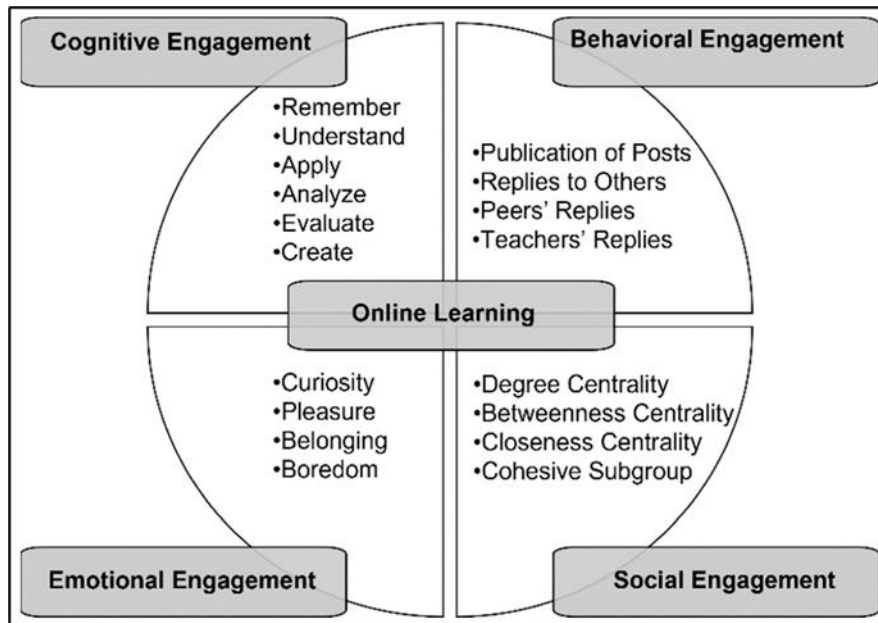 Cognitive Engagement
Behavioral Engagement
•Remember
•Understand
•Apply
•Analyze
•Evaluate
•Create
•Publication of Posts
•Replies to Others
•Peers’ Replies
•Teachers’ Replies
Online Learning
•Curiosity
•Pleasure
•Belonging
•Boredom
•Degree Centrality
•Betweenness Centrality
•Closeness Centrality
•Cohesive Subgroup
Emotional Engagement
Social Engagement